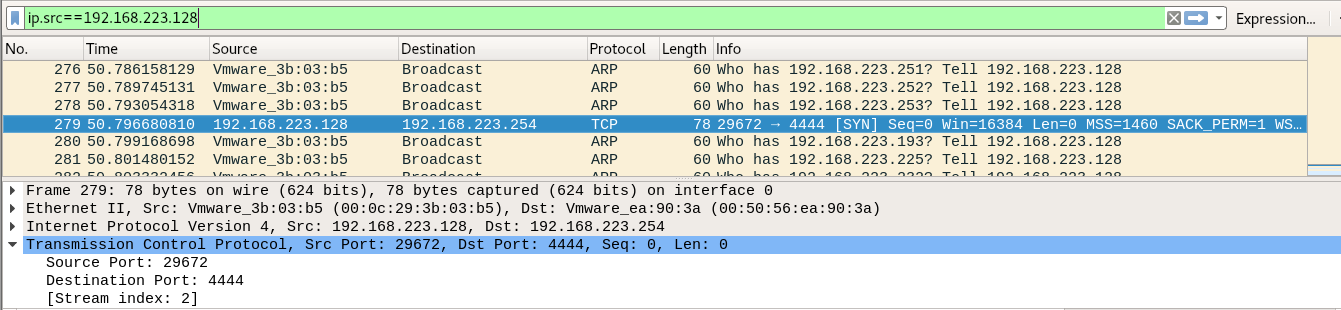 ip.src==192.168.223.128 Expression...
No. Time Source Destination Protocol Length Info
276 50.786158129 Vmware_3b:03:b5 Broadcast ARP 60 Who has 192.168.223.251? Tell 192.168.223.128
277 50.789745131 Vmware_3b:03:b5 Broadcast ARP 60 Who has 192.168.223.252? Tell 192.168.223.128
278 50.793054318 Vmware_3b:03:b5 Broadcast ARP 60 Who has 192.168.223.253? Tell 192.168.223.128
279 50.796680810 192.168.223.128 192.168.223.254 TCP 78 29672 → 4444 [SYN] Seq=0 Win=16384 Len=0 MSS=1460 SACK_PERM=1 WS…
280 50.799168698 Vmware_3b:03:b5 Broadcast ARP 60 Who has 192.168.223.193? Tell 192.168.223.128
281 50.801480152 Vmware_3b:03:b5 Broadcast ARP 60 Who has 192.168.223.225? Tell 192.168.223.128
Frame 279: 78 bytes on wire (624 bits), 78 bytes captured (624 bits) on interface 0
Ethernet II, Src: Vmware_3b:03:b5 (00:0c:29:3b:03:b5), Dst: Vmware_ea:90:3a (00:50:56:ea:90:3a)
Internet Protocol Version 4, Src: 192.168.223.128, Dst: 192.168.223.254
Transmission Control Protocol, Src Port: 29672, Dst Port: 4444, Seq: 0, Len: 0
Source Port: 29672
Destination Port: 4444
[Stream index: 2]